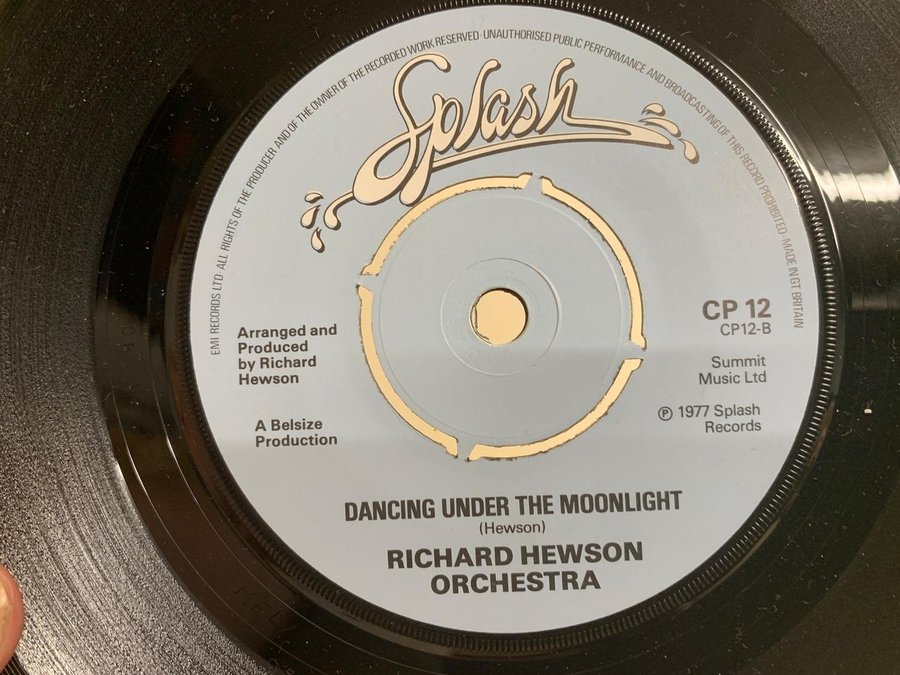 EMI RECORDS LTD · ALL RIGHTS OF THE PRODUCER AND OF THE OWNER OF THE RECORDED WORK RESERVED · UNAUTHORISED PUBLIC PERFORMANCE AND BROADCASTING OF THIS RECORD PROHIBITED · MADE IN GT. BRITAIN
Splash
CP 12
CP12-B
Arranged and
Produced
by Richard
Hewson
Summit
Music Ltd
A Belsize
Production
℗ 1977 Splash
Records
DANCING UNDER THE MOONLIGHT
(Hewson)
RICHARD HEWSON
ORCHESTRA